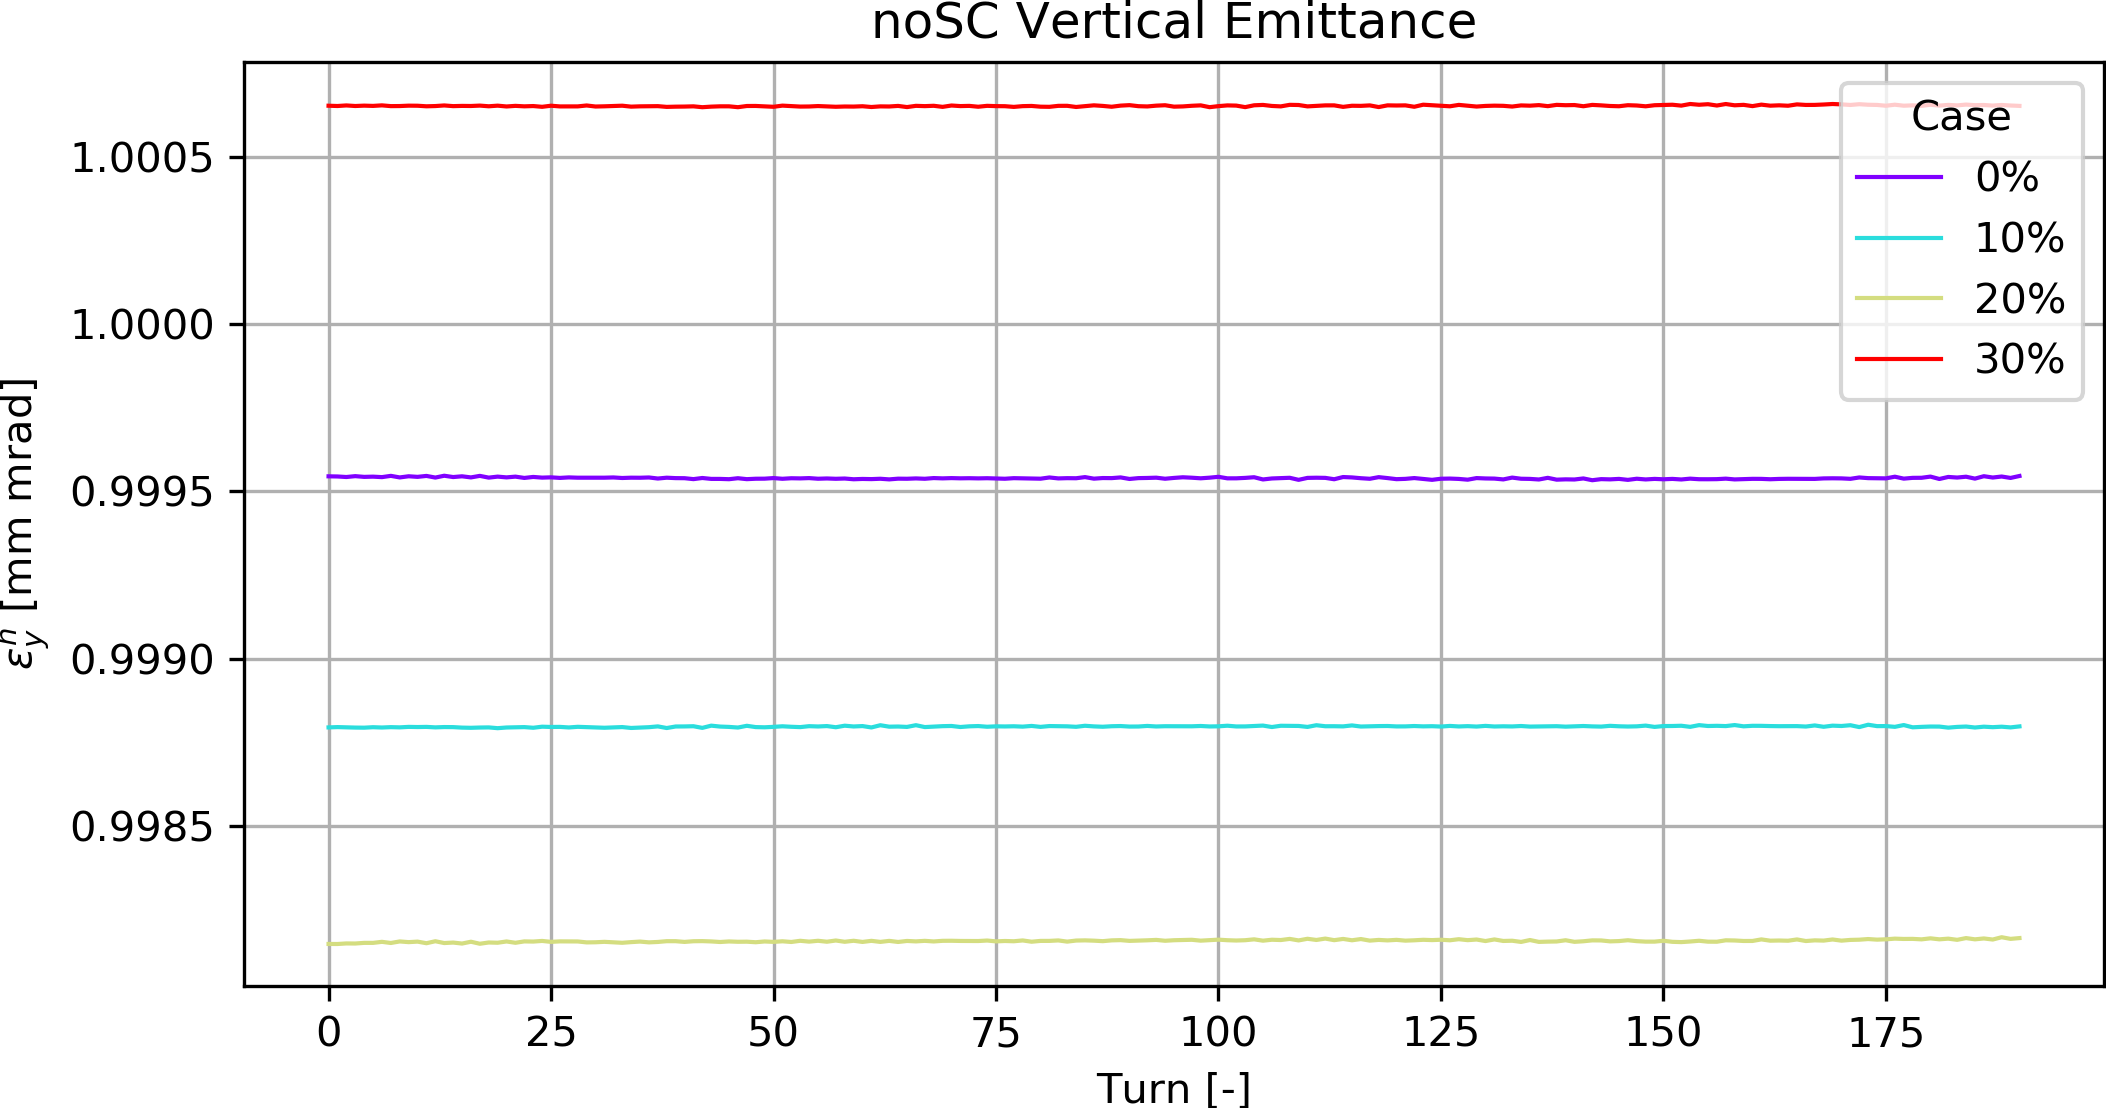 noSC Vertical Emittance
1.0005
1.0000
0.9995
0.9990
0.9985
ε_y^n [mm mrad]
Case
0%
10%
20%
30%
0 25 50 75 100 125 150 175
Turn [-]